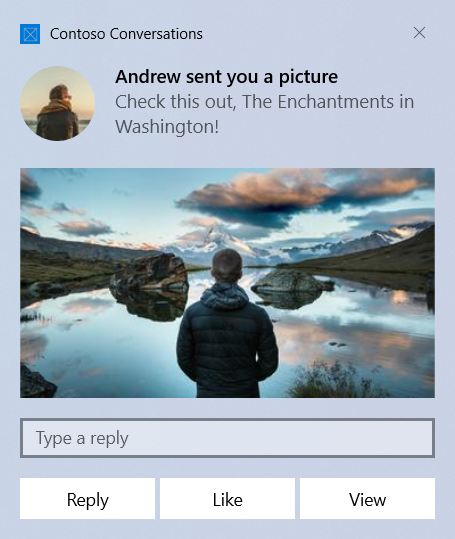 Contoso Conversations
Andrew sent you a picture
Check this out, The Enchantments in
Washington!
Type a reply
Reply
Like
View